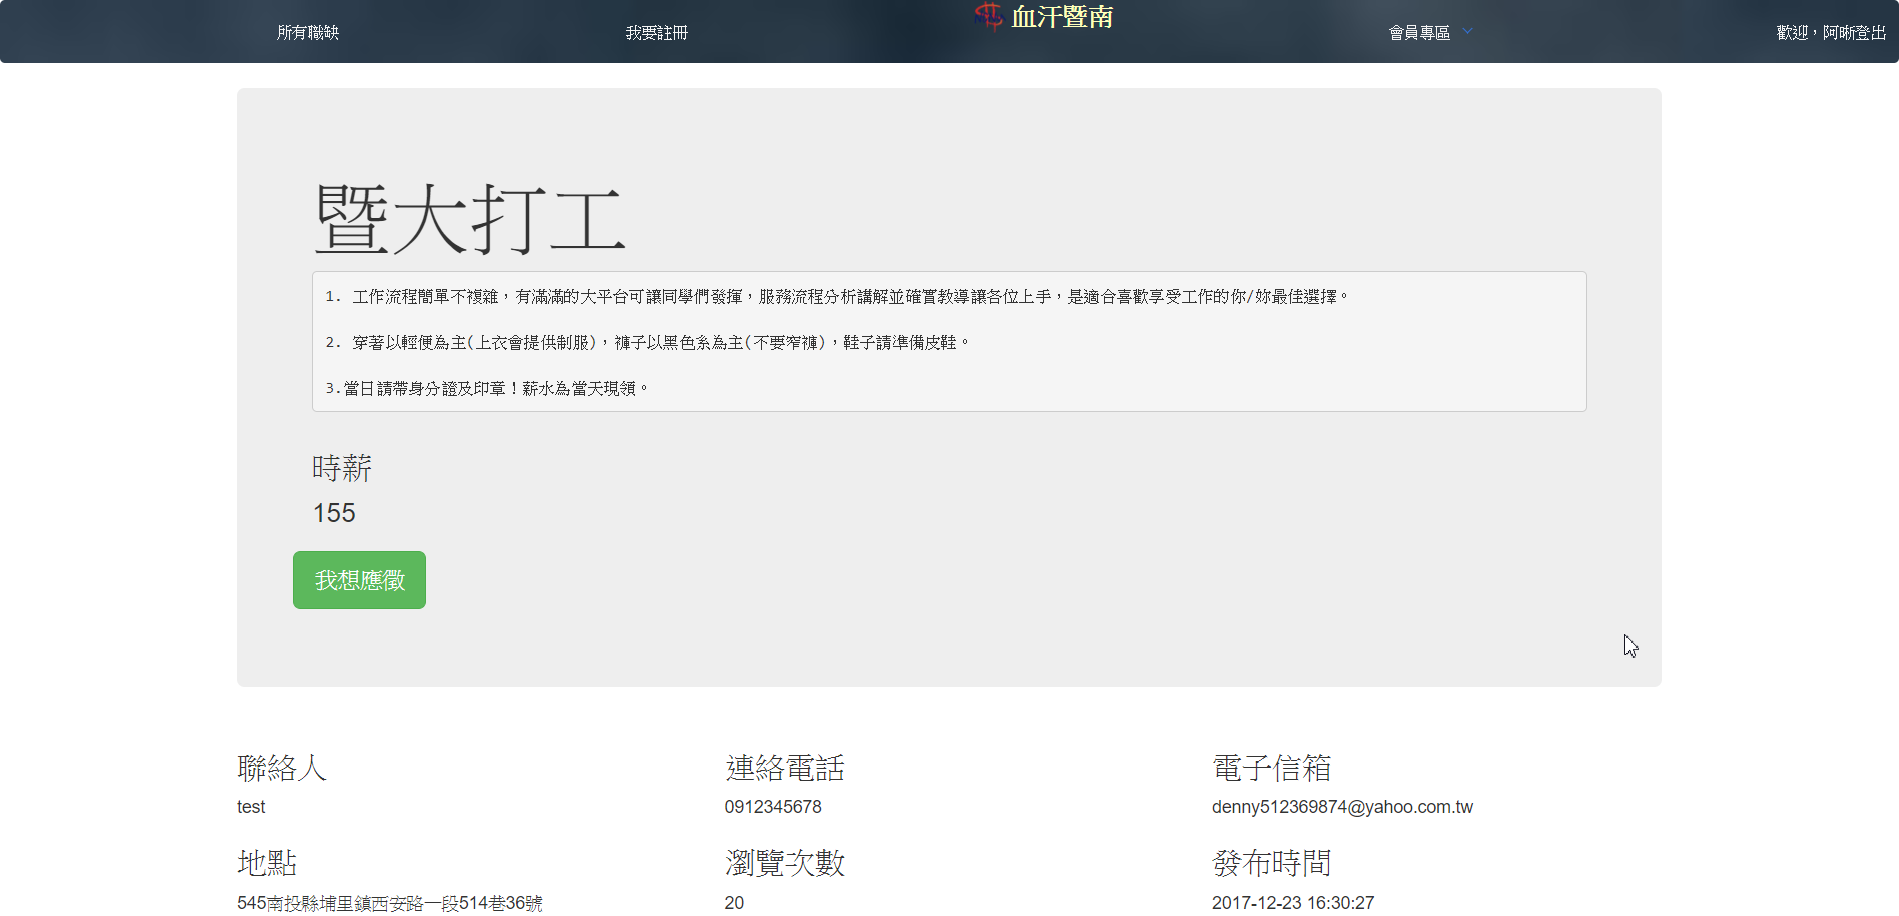 所有職缺
我要註冊
血汗暨南
會員專區
歡迎，阿晰登出
暨大打工
1. 工作流程簡單不複雜，有滿滿的大平台可讓同學們發揮，服務流程分析講解並確實教導讓各位上手，是適合喜歡享受工作的你/妳最佳選擇。
2. 穿著以輕便為主(上衣會提供制服)，褲子以黑色系為主(不要窄褲)，鞋子請準備皮鞋。
3.當日請帶身分證及印章！薪水為當天現領。
時薪
155
我想應徵
聯絡人
test
連絡電話
0912345678
電子信箱
denny512369874@yahoo.com.tw
地點
545南投縣埔里鎮西安路一段514巷36號
瀏覽次數
20
發布時間
2017-12-23 16:30:27